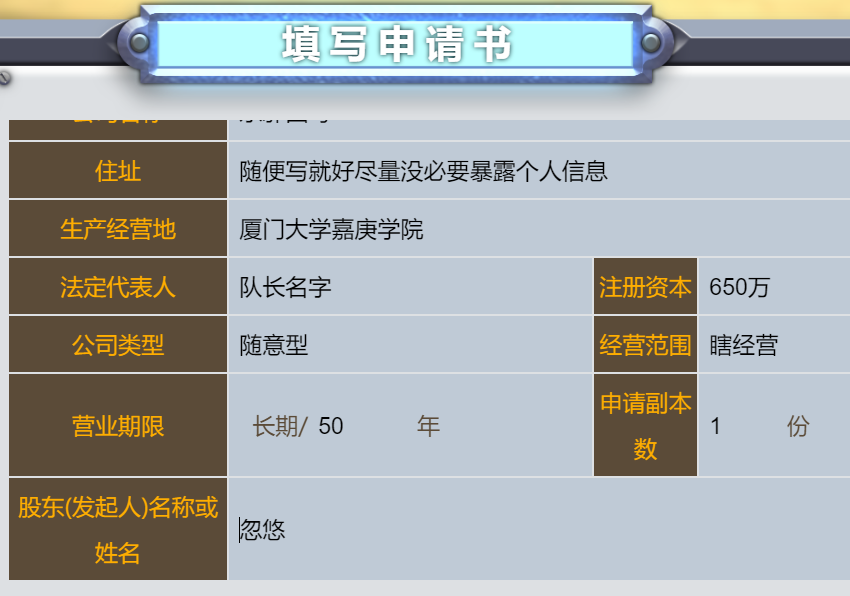 填写申请书
住址 随便写就好尽量没必要暴露个人信息
生产经营地 厦门大学嘉庚学院
法定代表人 队长名字 注册资本 650万
公司类型 随意型 经营范围 瞎经营
营业期限 长期/ 50 年 申请副本
数 1 份
股东(发起人)名称或
姓名 忽悠